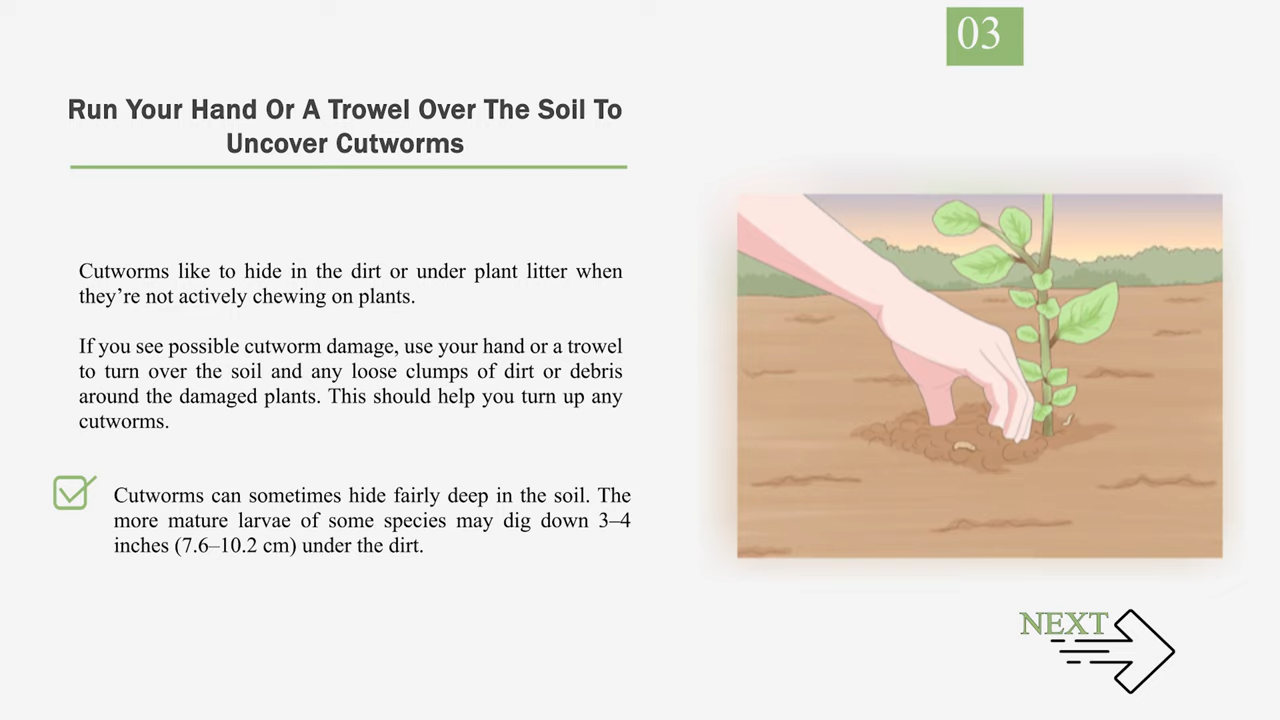 03
Run Your Hand Or A Trowel Over The Soil To
Uncover Cutworms
Cutworms like to hide in the dirt or under plant litter when
they’re not actively chewing on plants.
If you see possible cutworm damage, use your hand or a trowel
to turn over the soil and any loose clumps of dirt or debris
around the damaged plants. This should help you turn up any
cutworms.
Cutworms can sometimes hide fairly deep in the soil. The
more mature larvae of some species may dig down 3–4
inches (7.6–10.2 cm) under the dirt.
NEXT